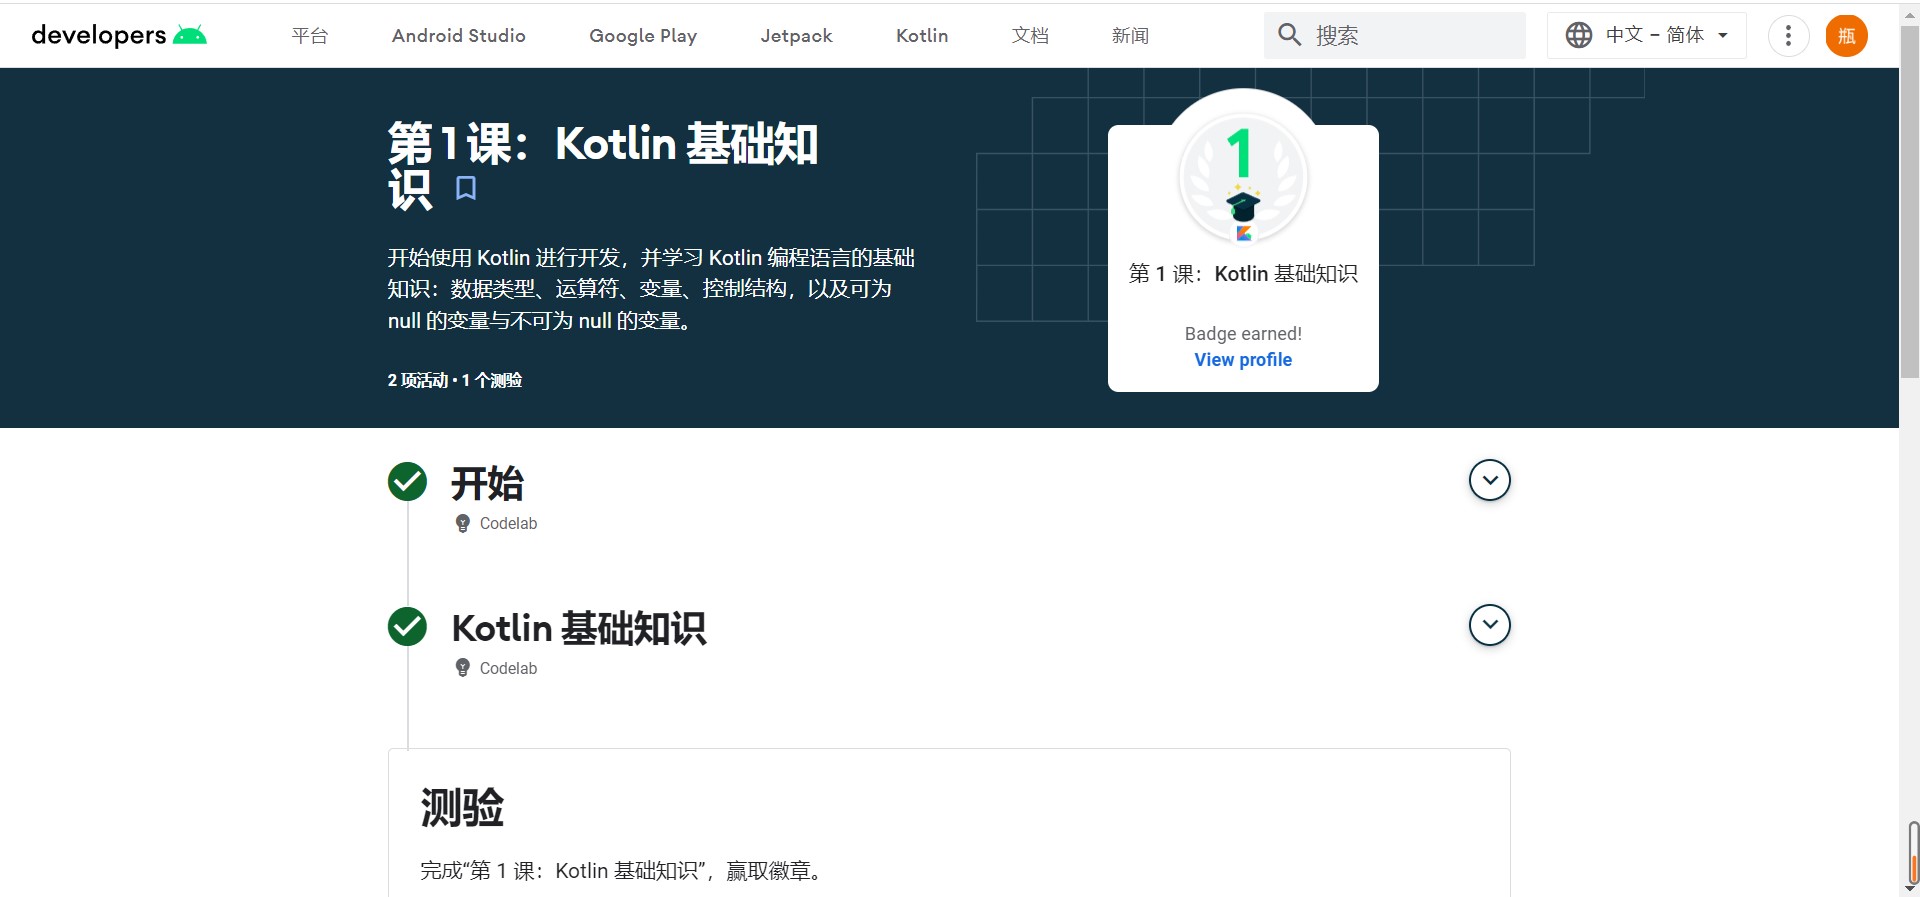 developers
平台
Android Studio
Google Play
Jetpack
Kotlin
文档
新闻
搜索
中文 – 简体
瓶
第 1 课：Kotlin 基础知
识
开始使用 Kotlin 进行开发，并学习 Kotlin 编程语言的基础
知识：数据类型、运算符、变量、控制结构，以及可为
null 的变量与不可为 null 的变量。
2 项活动 • 1 个测验
1
第 1 课：Kotlin 基础知识
Badge earned!
View profile
开始
Codelab
Kotlin 基础知识
Codelab
测验
完成“第 1 课：Kotlin 基础知识”，赢取徽章。